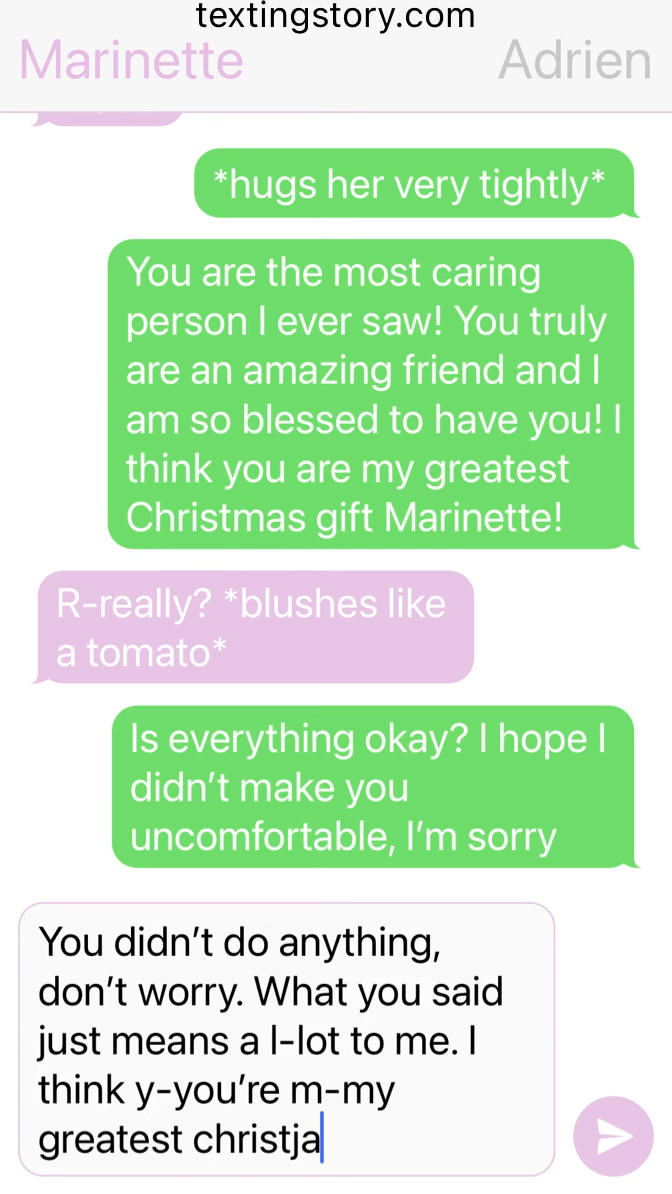 textingstory.com
Marinette
Adrien
*hugs her very tightly*
You are the most caring
person I ever saw! You truly
are an amazing friend and I
am so blessed to have you! I
think you are my greatest
Christmas gift Marinette!
R-really? *blushes like
a tomato*
Is everything okay? I hope I
didn’t make you
uncomfortable, I’m sorry
You didn’t do anything,
don’t worry. What you said
just means a l-lot to me. I
think y-you’re m-my
greatest christja